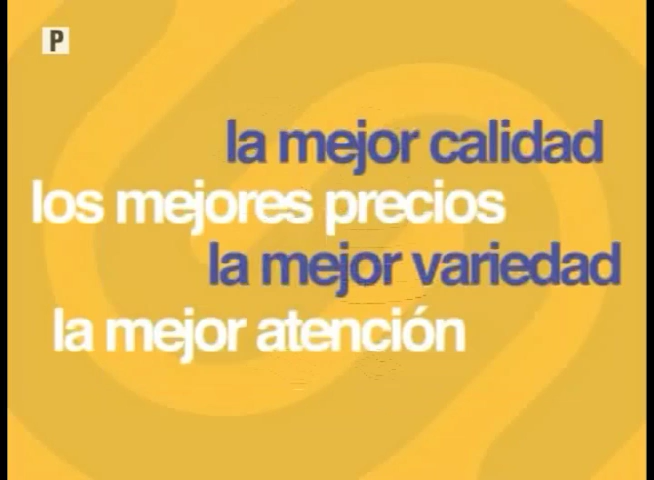 P
la mejor calidad
los mejores precios
la mejor variedad
la mejor atención